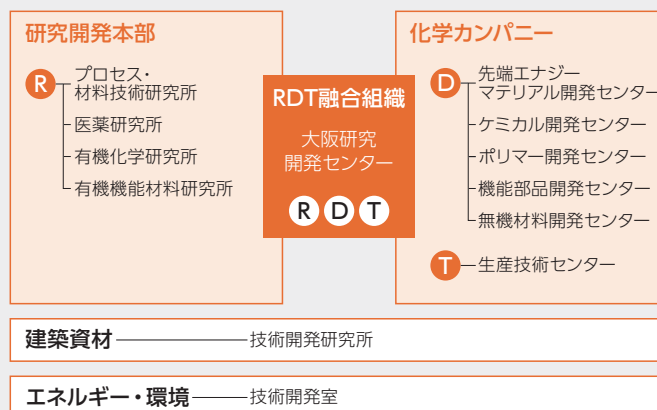 研究開発本部
R
プロセス・
材料技術研究所
医薬研究所
有機化学研究所
有機機能材料研究所
RDT融合組織
大阪研究
開発センター
R D T
化学カンパニー
D
先端エナジー
マテリアル開発センター
ケミカル開発センター
ポリマー開発センター
機能部品開発センター
無機材料開発センター
T
生産技術センター
建築資材 技術開発研究所
エネルギー・環境 技術開発室